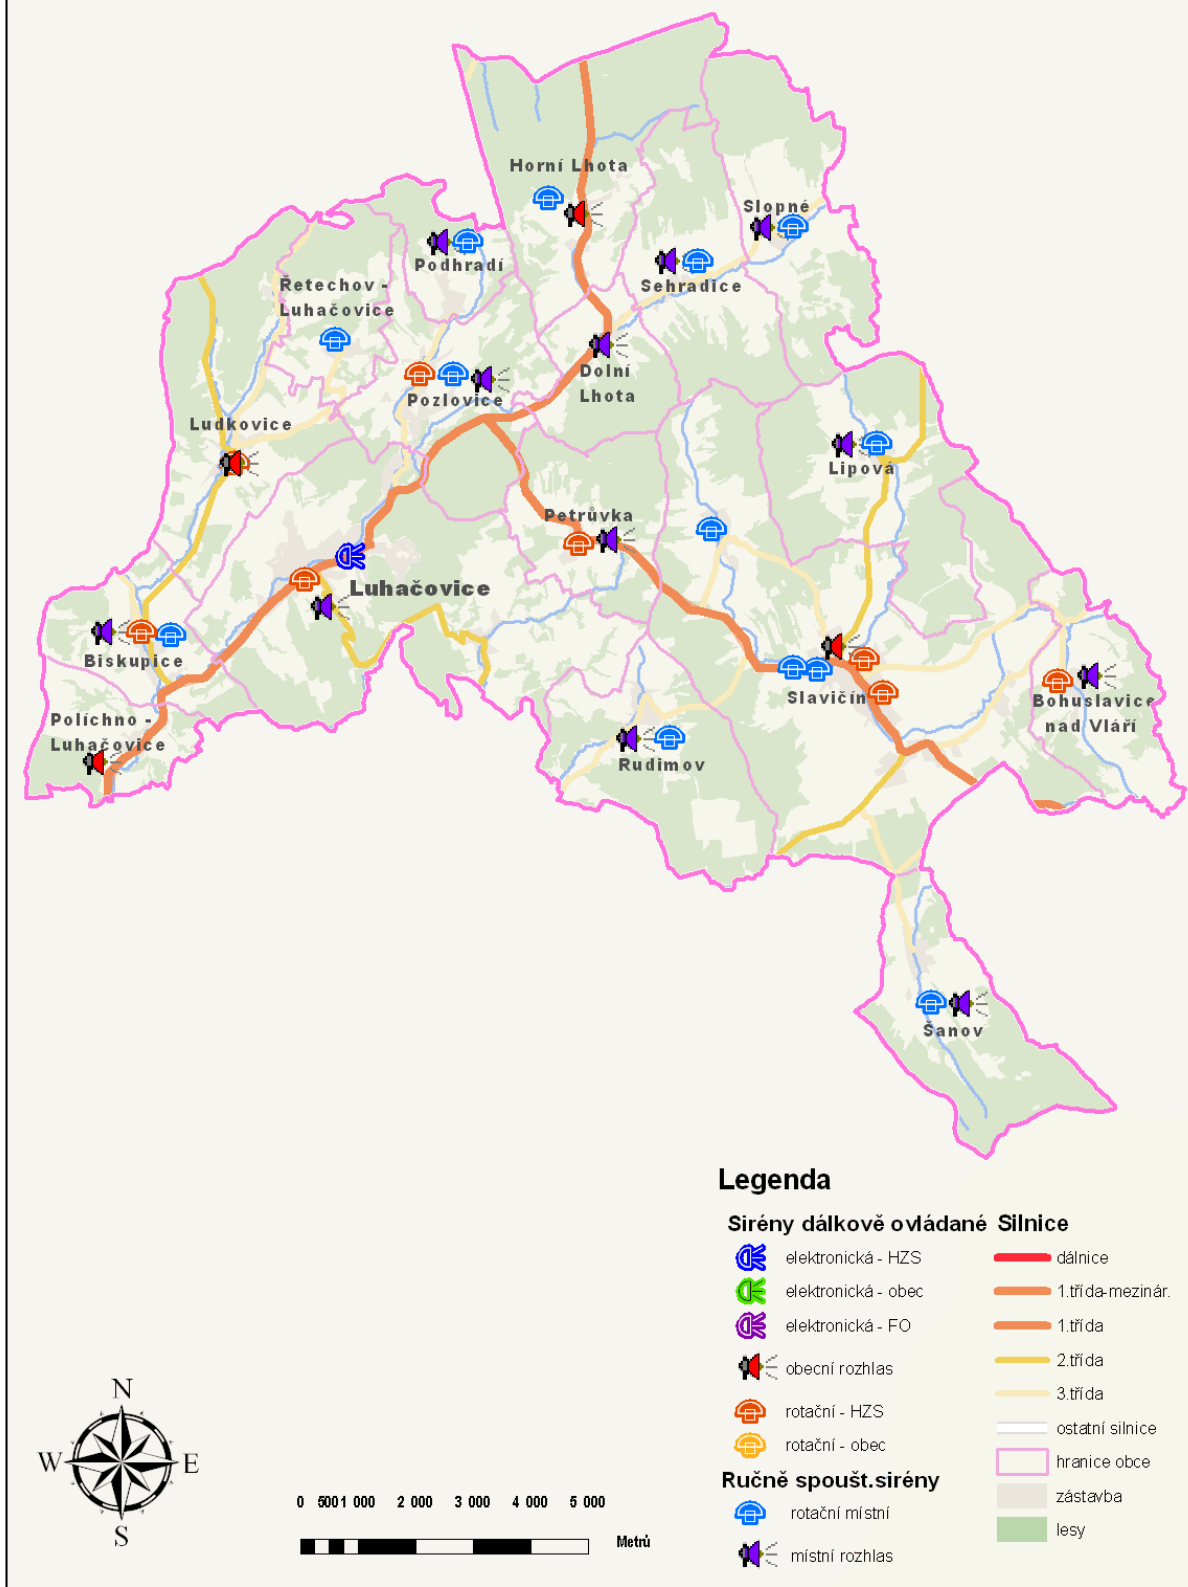 Horní Lhota
Slopné
Podhradí
Sehradice
Řetechov -
Luhačovice
Dolní
Lhota
Pozlovice
Ludkovice
Lipová
Petrůvka
Luhačovice
Biskupice
Slavičín
Bohuslavice
nad Vláří
Políchno -
Luhačovice
Rudimov
Šanov
Legenda
Sirény dálkově ovládané
elektronická - HZS
elektronická - obec
elektronická - FO
obecní rozhlas
rotační - HZS
rotační - obec
Ručně spoušt.sirény
rotační místní
místní rozhlas
Silnice
dálnice
1.třída-mezinár.
1.třída
2.třída
3.třída
ostatní silnice
hranice obce
zástavba
lesy
N
W
E
S
0 500 1 000 2 000 3 000 4 000 5 000
Metrů